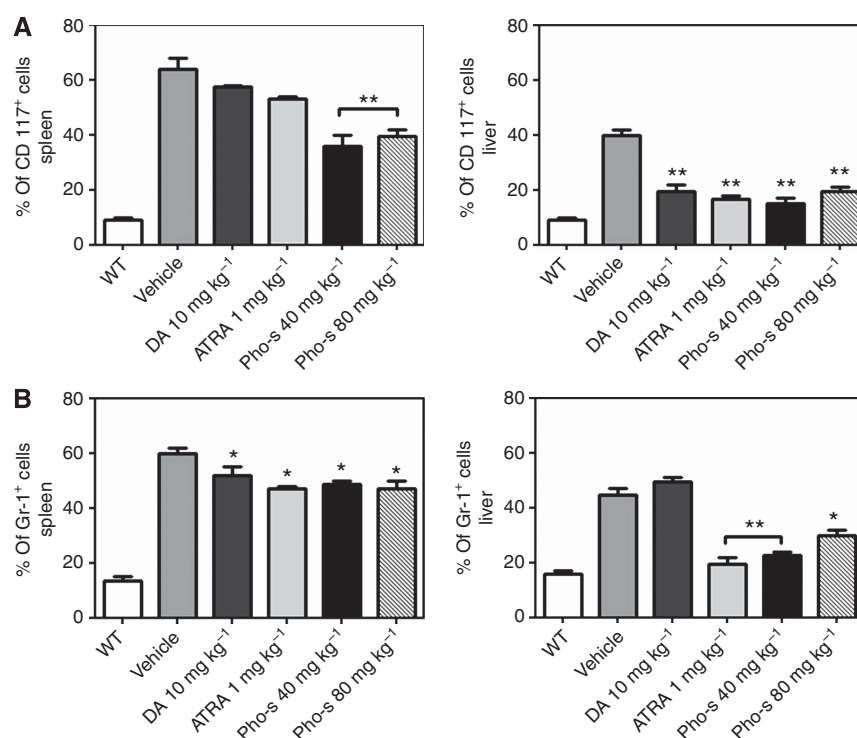 A
% Of CD 117⁺ cells
spleen
80
60
40
20
0
**
WT
Vehicle
DA 10 mg kg⁻¹
ATRA 1 mg kg⁻¹
Pho-s 40 mg kg⁻¹
Pho-s 80 mg kg⁻¹
% Of CD 117⁺ cells
liver
80
60
40
20
0
** ** ** **
WT
Vehicle
DA 10 mg kg⁻¹
ATRA 1 mg kg⁻¹
Pho-s 40 mg kg⁻¹
Pho-s 80 mg kg⁻¹
B
% Of Gr-1⁺ cells
spleen
80
60
40
20
0
* * * *
WT
Vehicle
DA 10 mg kg⁻¹
ATRA 1 mg kg⁻¹
Pho-s 40 mg kg⁻¹
Pho-s 80 mg kg⁻¹
% Of Gr-1⁺ cells
liver
80
60
40
20
0
** *
WT
Vehicle
DA 10 mg kg⁻¹
ATRA 1 mg kg⁻¹
Pho-s 40 mg kg⁻¹
Pho-s 80 mg kg⁻¹